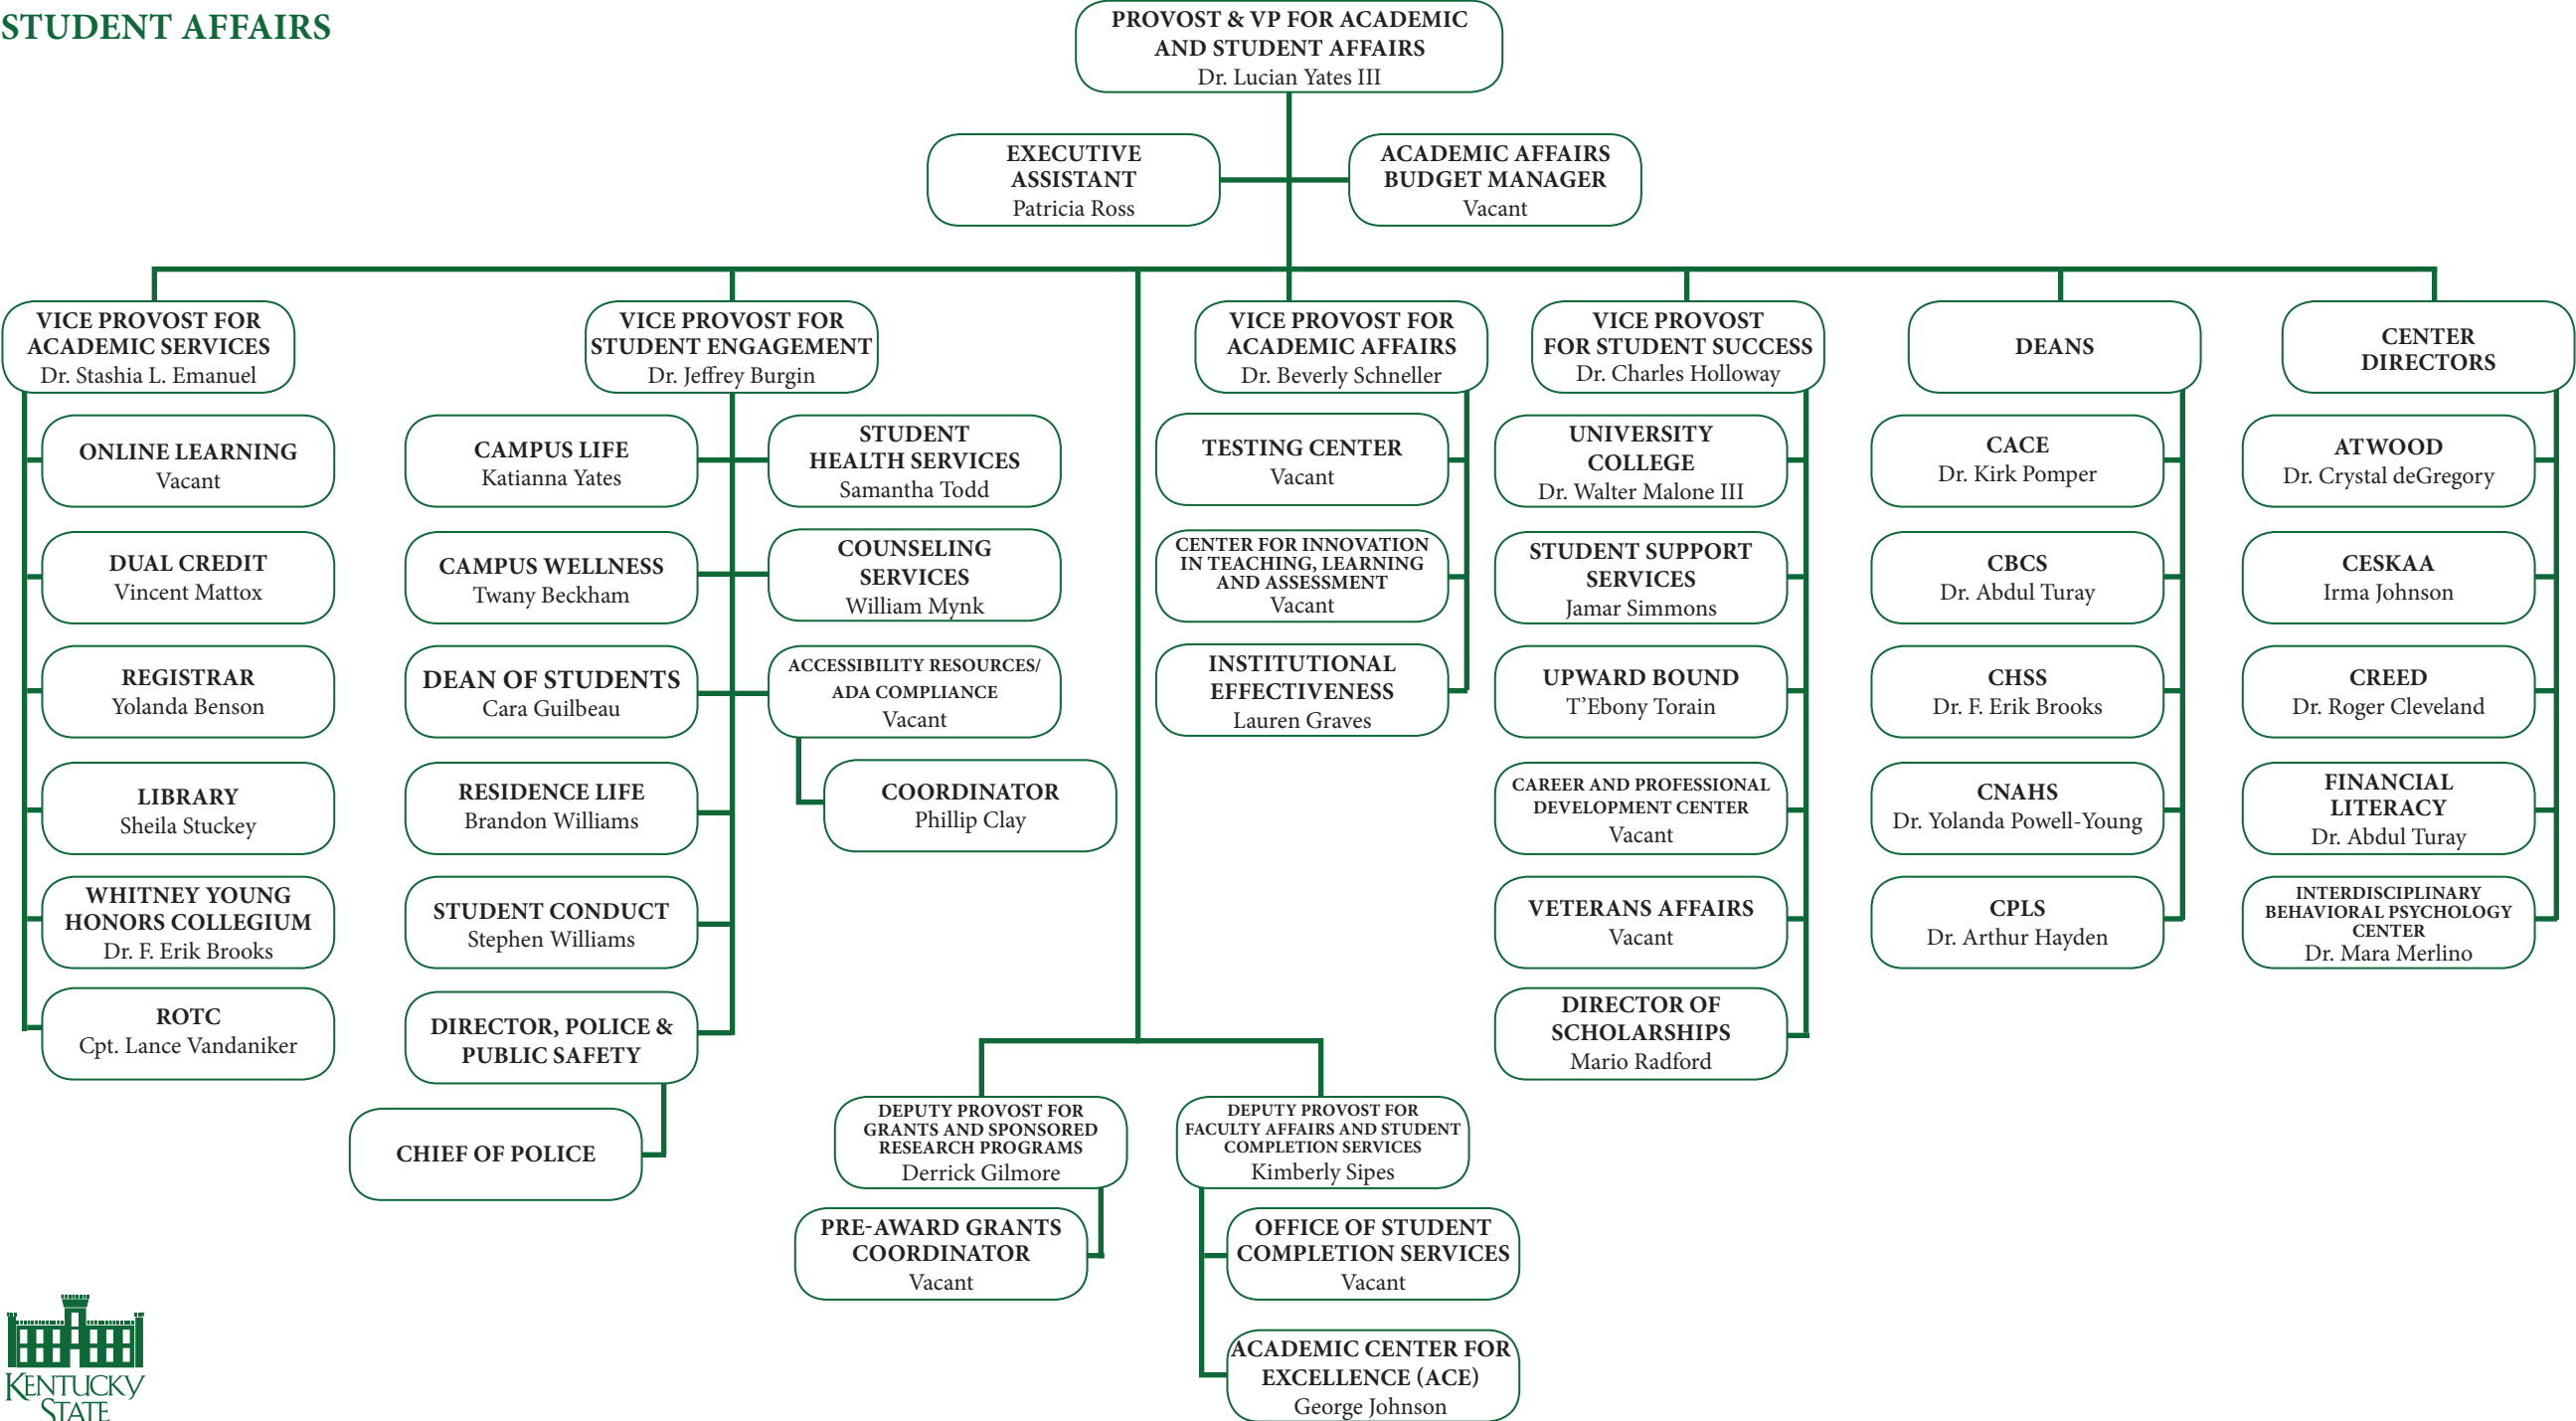 STUDENT AFFAIRS
PROVOST & VP FOR ACADEMIC
AND STUDENT AFFAIRS
Dr. Lucian Yates III
EXECUTIVE
ASSISTANT
Patricia Ross
ACADEMIC AFFAIRS
BUDGET MANAGER
Vacant
VICE PROVOST FOR
ACADEMIC SERVICES
Dr. Stashia L. Emanuel
ONLINE LEARNING
Vacant
DUAL CREDIT
Vincent Mattox
REGISTRAR
Yolanda Benson
LIBRARY
Sheila Stuckey
WHITNEY YOUNG
HONORS COLLEGIUM
Dr. F. Erik Brooks
ROTC
Cpt. Lance Vandaniker
VICE PROVOST FOR
STUDENT ENGAGEMENT
Dr. Jeffrey Burgin
CAMPUS LIFE
Katianna Yates
CAMPUS WELLNESS
Twany Beckham
DEAN OF STUDENTS
Cara Guilbeau
RESIDENCE LIFE
Brandon Williams
STUDENT CONDUCT
Stephen Williams
DIRECTOR, POLICE &
PUBLIC SAFETY
CHIEF OF POLICE
STUDENT
HEALTH SERVICES
Samantha Todd
COUNSELING
SERVICES
William Mynk
ACCESSIBILITY RESOURCES/
ADA COMPLIANCE
Vacant
COORDINATOR
Phillip Clay
DEPUTY PROVOST FOR
GRANTS AND SPONSORED
RESEARCH PROGRAMS
Derrick Gilmore
PRE-AWARD GRANTS
COORDINATOR
Vacant
DEPUTY PROVOST FOR
FACULTY AFFAIRS AND STUDENT
COMPLETION SERVICES
Kimberly Sipes
OFFICE OF STUDENT
COMPLETION SERVICES
Vacant
ACADEMIC CENTER FOR
EXCELLENCE (ACE)
George Johnson
VICE PROVOST FOR
ACADEMIC AFFAIRS
Dr. Beverly Schneller
TESTING CENTER
Vacant
CENTER FOR INNOVATION
IN TEACHING, LEARNING
AND ASSESSMENT
Vacant
INSTITUTIONAL
EFFECTIVENESS
Lauren Graves
VICE PROVOST
FOR STUDENT SUCCESS
Dr. Charles Holloway
UNIVERSITY
COLLEGE
Dr. Walter Malone III
STUDENT SUPPORT
SERVICES
Jamar Simmons
UPWARD BOUND
T’Ebony Torain
CAREER AND PROFESSIONAL
DEVELOPMENT CENTER
Vacant
VETERANS AFFAIRS
Vacant
DIRECTOR OF
SCHOLARSHIPS
Mario Radford
DEANS
CACE
Dr. Kirk Pomper
CBCS
Dr. Abdul Turay
CHSS
Dr. F. Erik Brooks
CNAHS
Dr. Yolanda Powell-Young
CPLS
Dr. Arthur Hayden
CENTER
DIRECTORS
ATWOOD
Dr. Crystal deGregory
CESKAA
Irma Johnson
CREED
Dr. Roger Cleveland
FINANCIAL
LITERACY
Dr. Abdul Turay
INTERDISCIPLINARY
BEHAVIORAL PSYCHOLOGY
CENTER
Dr. Mara Merlino
KENTUCKY
STATE